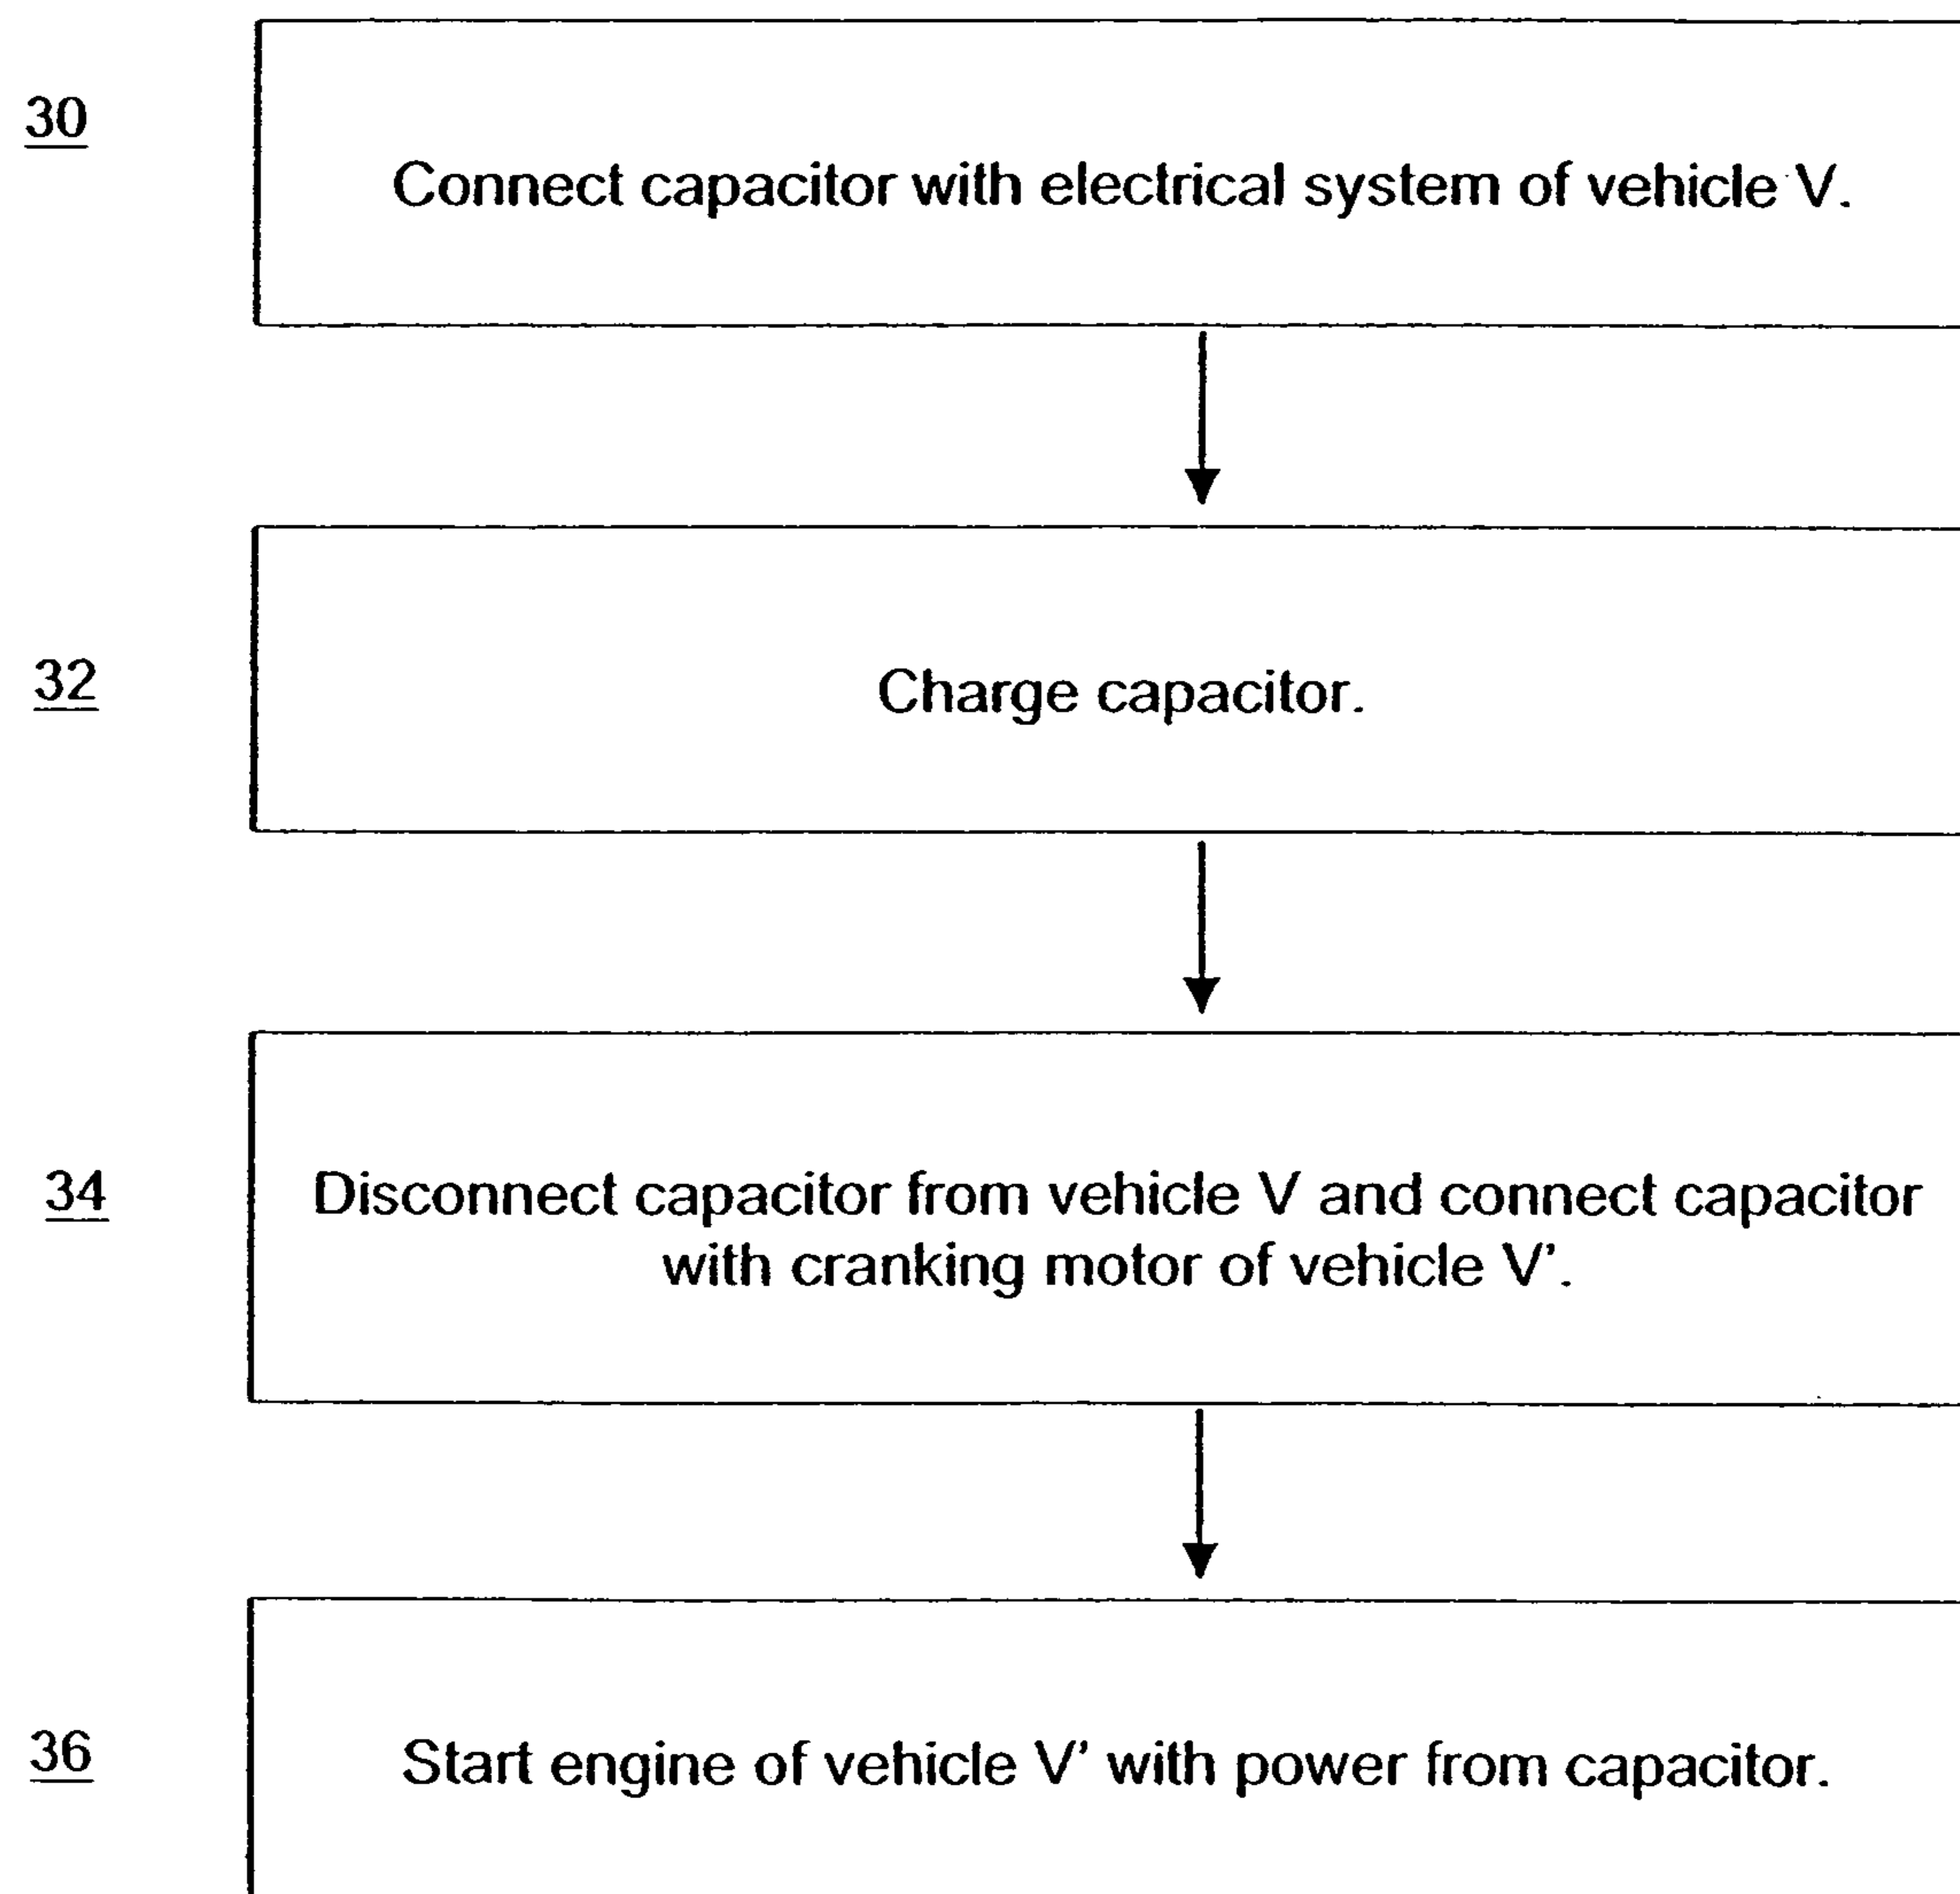 30
Connect capacitor with electrical system of vehicle V.
32
Charge capacitor.
34
Disconnect capacitor from vehicle V and connect capacitor
with cranking motor of vehicle V'.
36
Start engine of vehicle V' with power from capacitor.